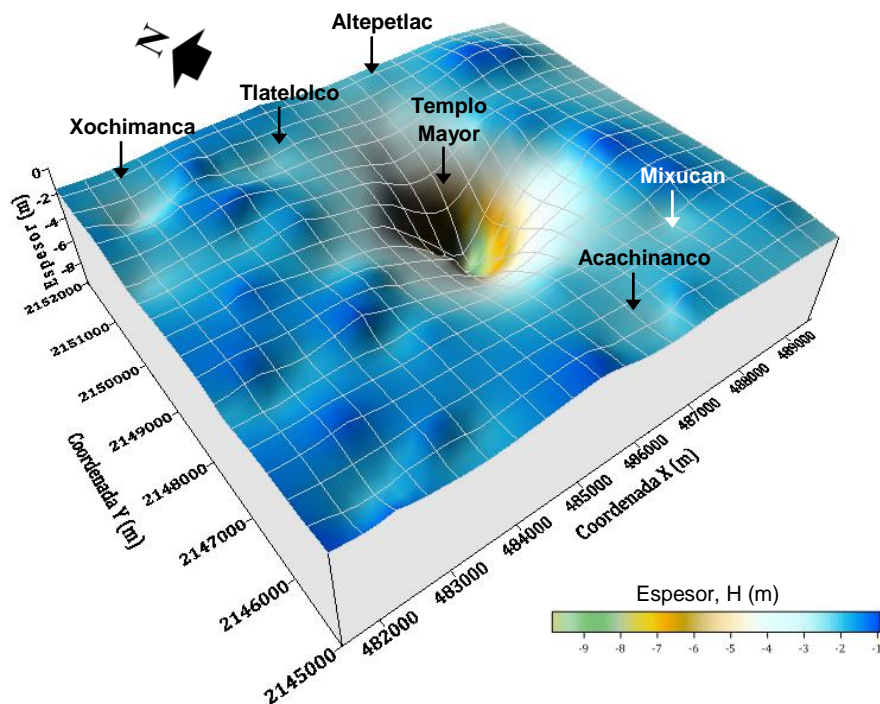 Altepetlac
N
Tlatelolco
Templo
Mayor
Xochimanca
Mixucan
Acachinanco
0
-2
-4
-6
-8
Espesor (m)
2152000
2151000
2150000
2149000
2148000
2147000
2146000
2145000
Coordenada Y (m)
482000
483000
484000
485000
486000
487000
488000
489000
Coordenada X (m)
Espesor, H (m)
-9 -8 -7 -6 -5 -4 -3 -2 -1